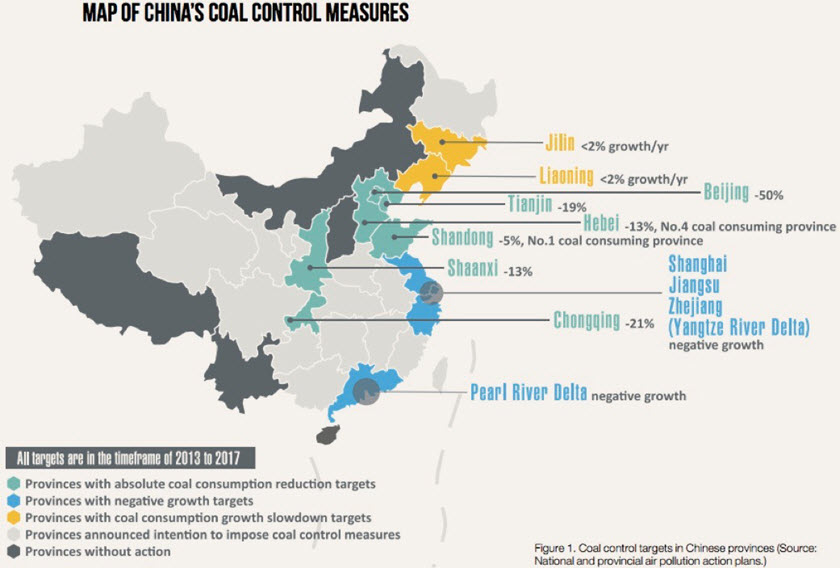 MAP OF CHINA'S COAL CONTROL MEASURES
Jilin <2% growth/yr
Liaoning <2% growth/yr
Beijing -50%
Tianjin -19%
Hebei -13%, No.4 coal consuming province
Shandong -5%, No.1 coal consuming province
Shaanxi -13%
Shanghai
Jiangsu
Zhejiang
(Yangtze River Delta)
negative growth
Chongqing -21%
Pearl River Delta negative growth
All targets are in the timeframe of 2013 to 2017
Provinces with absolute coal consumption reduction targets
Provinces with negative growth targets
Provinces with coal consumption growth slowdown targets
Provinces announced intention to impose coal control measures
Provinces without action
Figure 1. Coal control targets in Chinese provinces (Source:
National and provincial air pollution action plans.)